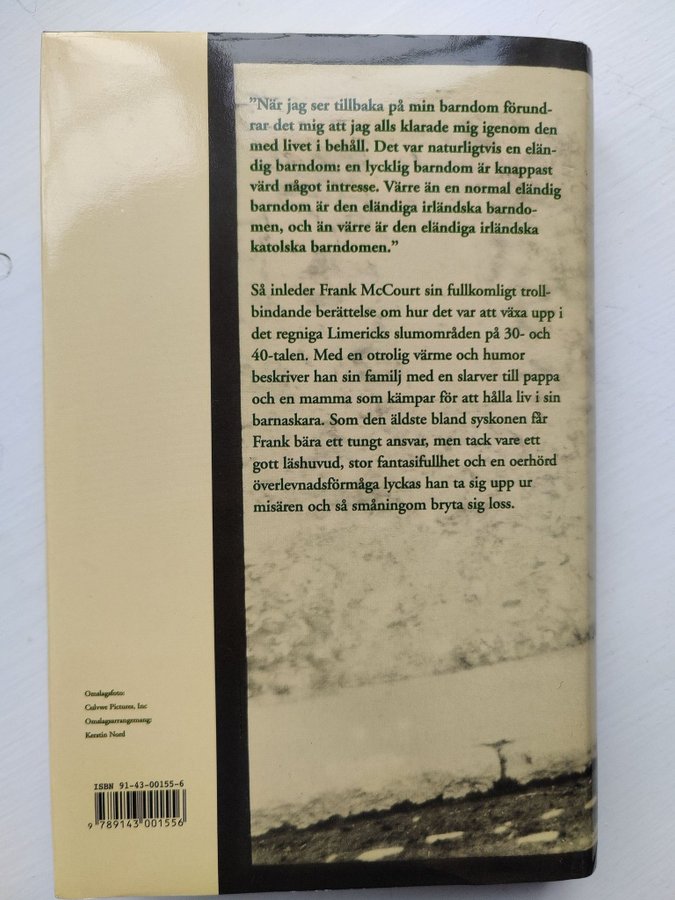 ”När jag ser tillbaka på min barndom förund-
rar det mig att jag alls klarade mig igenom den
med livet i behåll. Det var naturligtvis en elän-
dig barndom: en lycklig barndom är knappast
värd något intresse. Värre än en normal eländig
barndom är den eländiga irländska barndo-
men, och än värre är den eländiga irländska
katolska barndomen.”
Så inleder Frank McCourt sin fullkomligt troll-
bindande berättelse om hur det var att växa upp i
det regniga Limericks slumområden på 30- och
40-talen. Med en otrolig värme och humor
beskriver han sin familj med en slarver till pappa
och en mamma som kämpar för att hålla liv i sin
barnaskara. Som den äldste bland syskonen får
Frank bära ett tungt ansvar, men tack vare ett
gott läshuvud, stor fantasifullhet och en oerhörd
överlevnadsförmåga lyckas han ta sig upp ur
misären och så småningom bryta sig loss.
Omslagsfoto:
Culvwe Pictures, Inc
Omslagsarrangemang:
Kerstin Nord
ISBN 91-43-00155-6
9 789143 001556